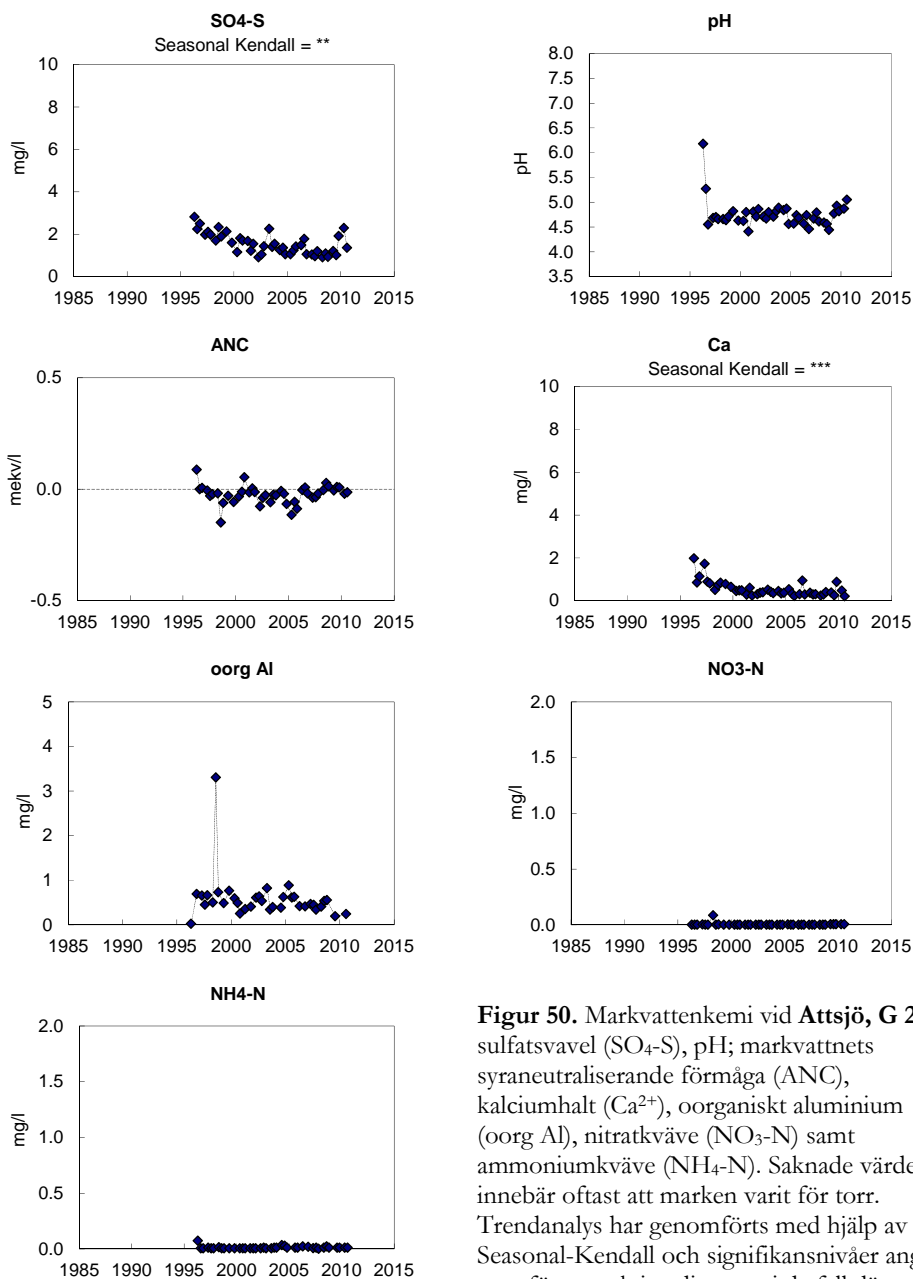 SO4-S
Seasonal Kendall = **
10
8
6
4
2
0
mg/l
1985 1990 1995 2000 2005 2010 2015
pH
8.0
7.5
7.0
6.5
6.0
5.5
5.0
4.5
4.0
3.5
pH
1985 1990 1995 2000 2005 2010 2015
ANC
0.5
0.0
-0.5
mekv/l
1985 1990 1995 2000 2005 2010 2015
Ca
Seasonal Kendall = ***
10
8
6
4
2
0
mg/l
1985 1990 1995 2000 2005 2010 2015
oorg Al
5
4
3
2
1
0
mg/l
1985 1990 1995 2000 2005 2010 2015
NO3-N
2.0
1.5
1.0
0.5
0.0
mg/l
1985 1990 1995 2000 2005 2010 2015
NH4-N
2.0
1.5
1.0
0.5
0.0
mg/l
1985 1990 1995 2000 2005 2010 2015
Figur 50. Markvattenkemi vid Attsjö, G 2
sulfatsvavel (SO₄-S), pH; markvattnets
syraneutraliserande förmåga (ANC),
kalciumhalt (Ca²⁺), oorganiskt aluminium
(oorg Al), nitratkväve (NO₃-N) samt
ammoniumkväve (NH₄-N). Saknade värde
innebär oftast att marken varit för torr.
Trendanalys har genomförts med hjälp av
Seasonal-Kendall och signifikansnivåer ang